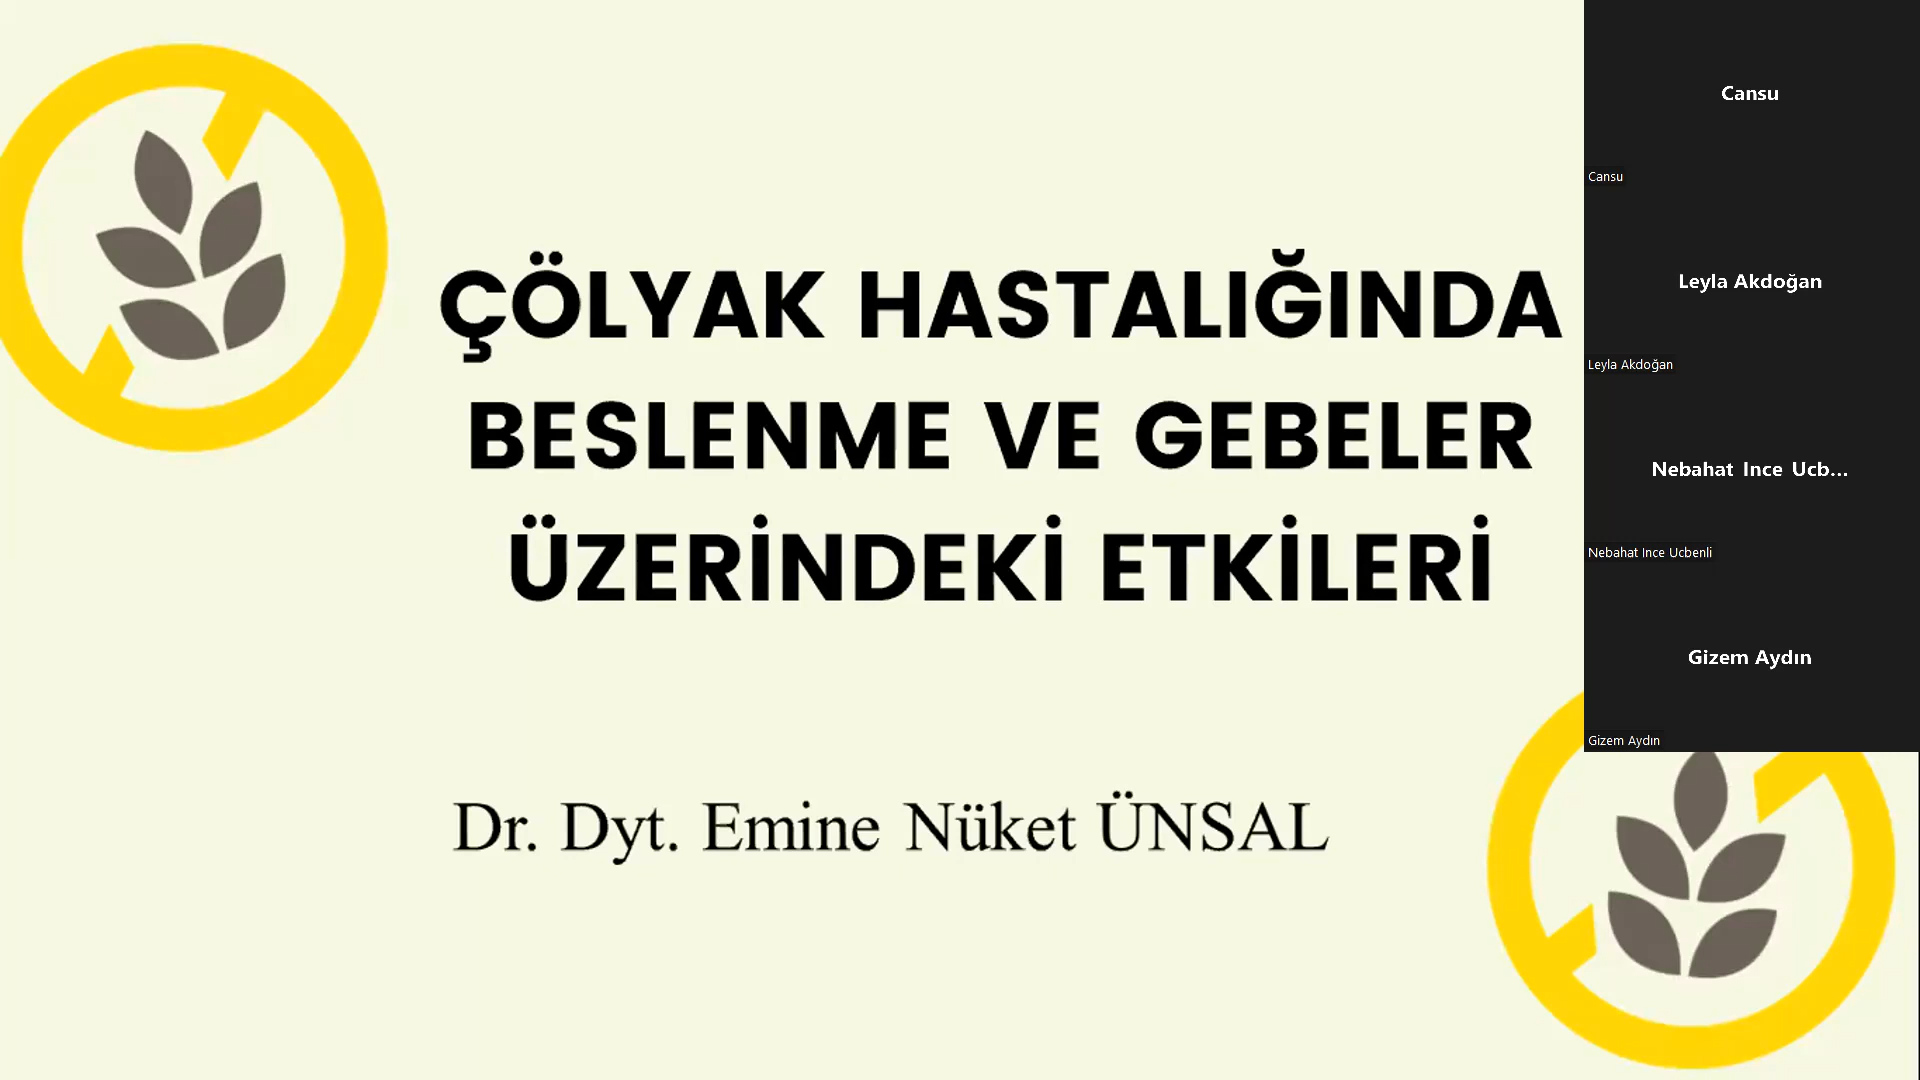 ÇÖLYAK HASTALIĞINDA
BESLENME VE GEBELER
ÜZERİNDEKİ ETKİLERİ
Dr. Dyt. Emine Nüket ÜNSAL
Cansu
Cansu
Leyla Akdoğan
Leyla Akdoğan
Nebahat Ince Ucb...
Nebahat Ince Ucbenli
Gizem Aydın
Gizem Aydın